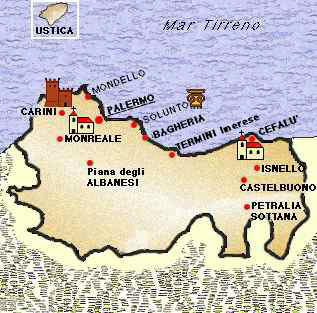 USTICA
Mar Tirreno
MONDELLO
CARINI
PALERMO
SOLUNTO
MONREALE
BAGHERIA
CEFALU'
TERMINI Imerese
Piana degli
ALBANESI
ISNELLO
CASTELBUONO
PETRALIA
SOTTANA